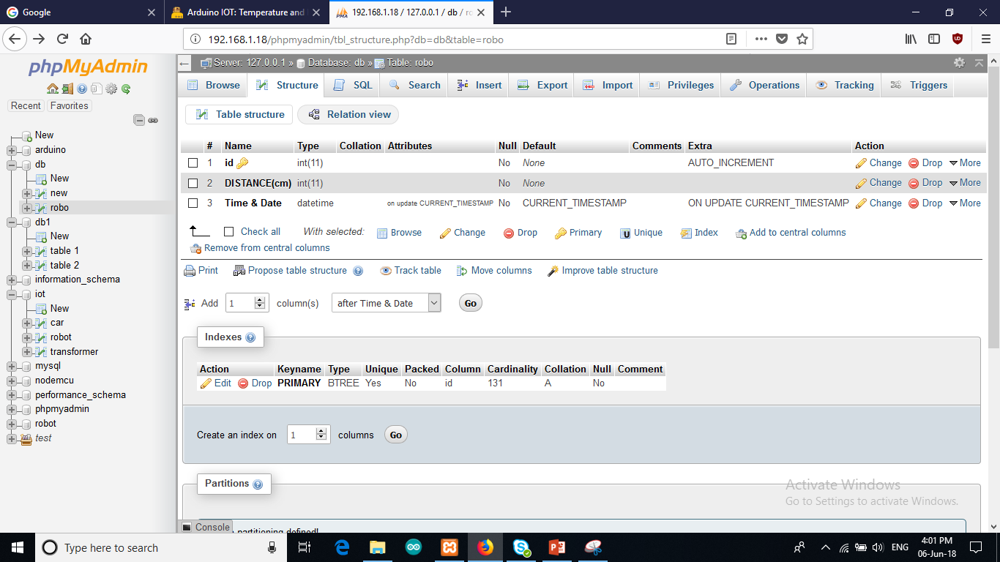 Google
Arduino IOT: Temperature and
192.168.1.18 / 127.0.0.1 / db / ro
192.168.1.18/phpmyadmin/tbl_structure.php?db=db&table=robo
phpMyAdmin
Recent Favorites
New
arduino
db
New
new
robo
db1
New
table 1
table 2
information_schema
iot
New
car
robot
transformer
mysql
nodemcu
performance_schema
phpmyadmin
robot
test
Server: 127.0.0.1 » Database: db » Table: robo
Browse Structure SQL Search Insert Export Import Privileges Operations Tracking Triggers
Table structure Relation view
# Name Type Collation Attributes Null Default Comments Extra Action
1 id int(11) No None AUTO_INCREMENT Change Drop More
2 DISTANCE(cm) int(11) No None Change Drop More
3 Time & Date datetime on update CURRENT_TIMESTAMP No CURRENT_TIMESTAMP ON UPDATE CURRENT_TIMESTAMP Change Drop More
Check all With selected: Browse Change Drop Primary Unique Index Add to central columns
Remove from central columns
Print Propose table structure Track table Move columns Improve table structure
Add 1 column(s) after Time & Date Go
Indexes
Action Keyname Type Unique Packed Column Cardinality Collation Null Comment
Edit Drop PRIMARY BTREE Yes No id 131 A No
Create an index on 1 columns Go
Partitions
partitioning defined!
Console
Activate Windows
Go to Settings to activate Windows.
Type here to search
ENG
4:01 PM
06-Jun-18